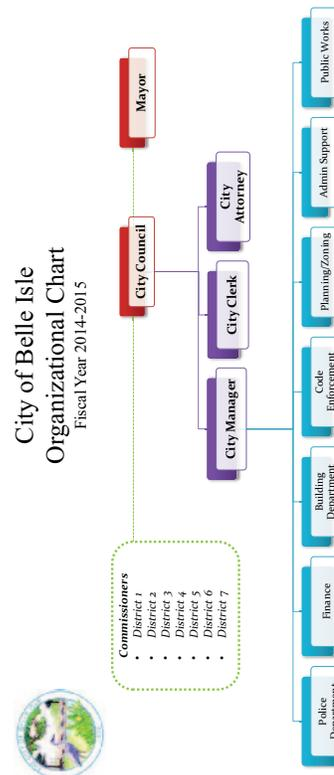 City of Belle Isle
Organizational Chart
Fiscal Year 2014-2015
Mayor
City Council
Commissioners
• District 1
• District 2
• District 3
• District 4
• District 5
• District 6
• District 7
City Manager
City Clerk
City
Attorney
Police
Department
Finance
Building
Department
Code
Enforcement
Planning/Zoning
Admin Support
Public Works